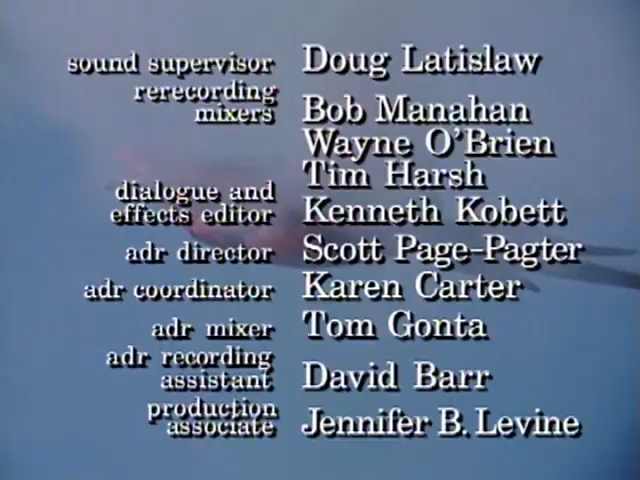 sound supervisor Doug Latislaw
rerecording
mixers Bob Manahan
Wayne O'Brien
Tim Harsh
dialogue and
effects editor Kenneth Kobett
adr director Scott Page-Pagter
adr coordinator Karen Carter
adr mixer Tom Gonta
adr recording
assistant David Barr
production
associate Jennifer B. Levine